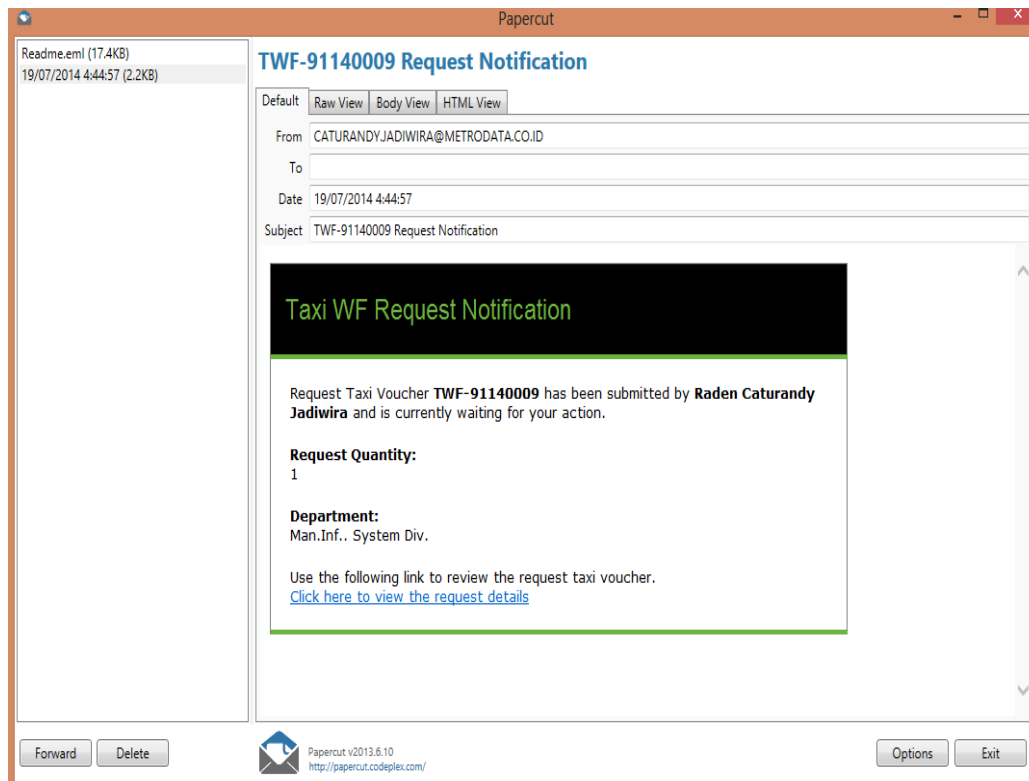 Papercut
Readme.eml (17.4KB)
19/07/2014 4:44:57 (2.2KB)
TWF-91140009 Request Notification
Default Raw View Body View HTML View
From CATURANDY.JADIWIRA@METRODATA.CO.ID
To
Date 19/07/2014 4:44:57
Subject TWF-91140009 Request Notification
Taxi WF Request Notification
Request Taxi Voucher TWF-91140009 has been submitted by Raden Caturandy
Jadiwira and is currently waiting for your action.
Request Quantity:
1
Department:
Man.Inf.. System Div.
Use the following link to review the request taxi voucher.
Click here to view the request details
Forward Delete
Papercut v2013.6.10
http://papercut.codeplex.com/
Options Exit